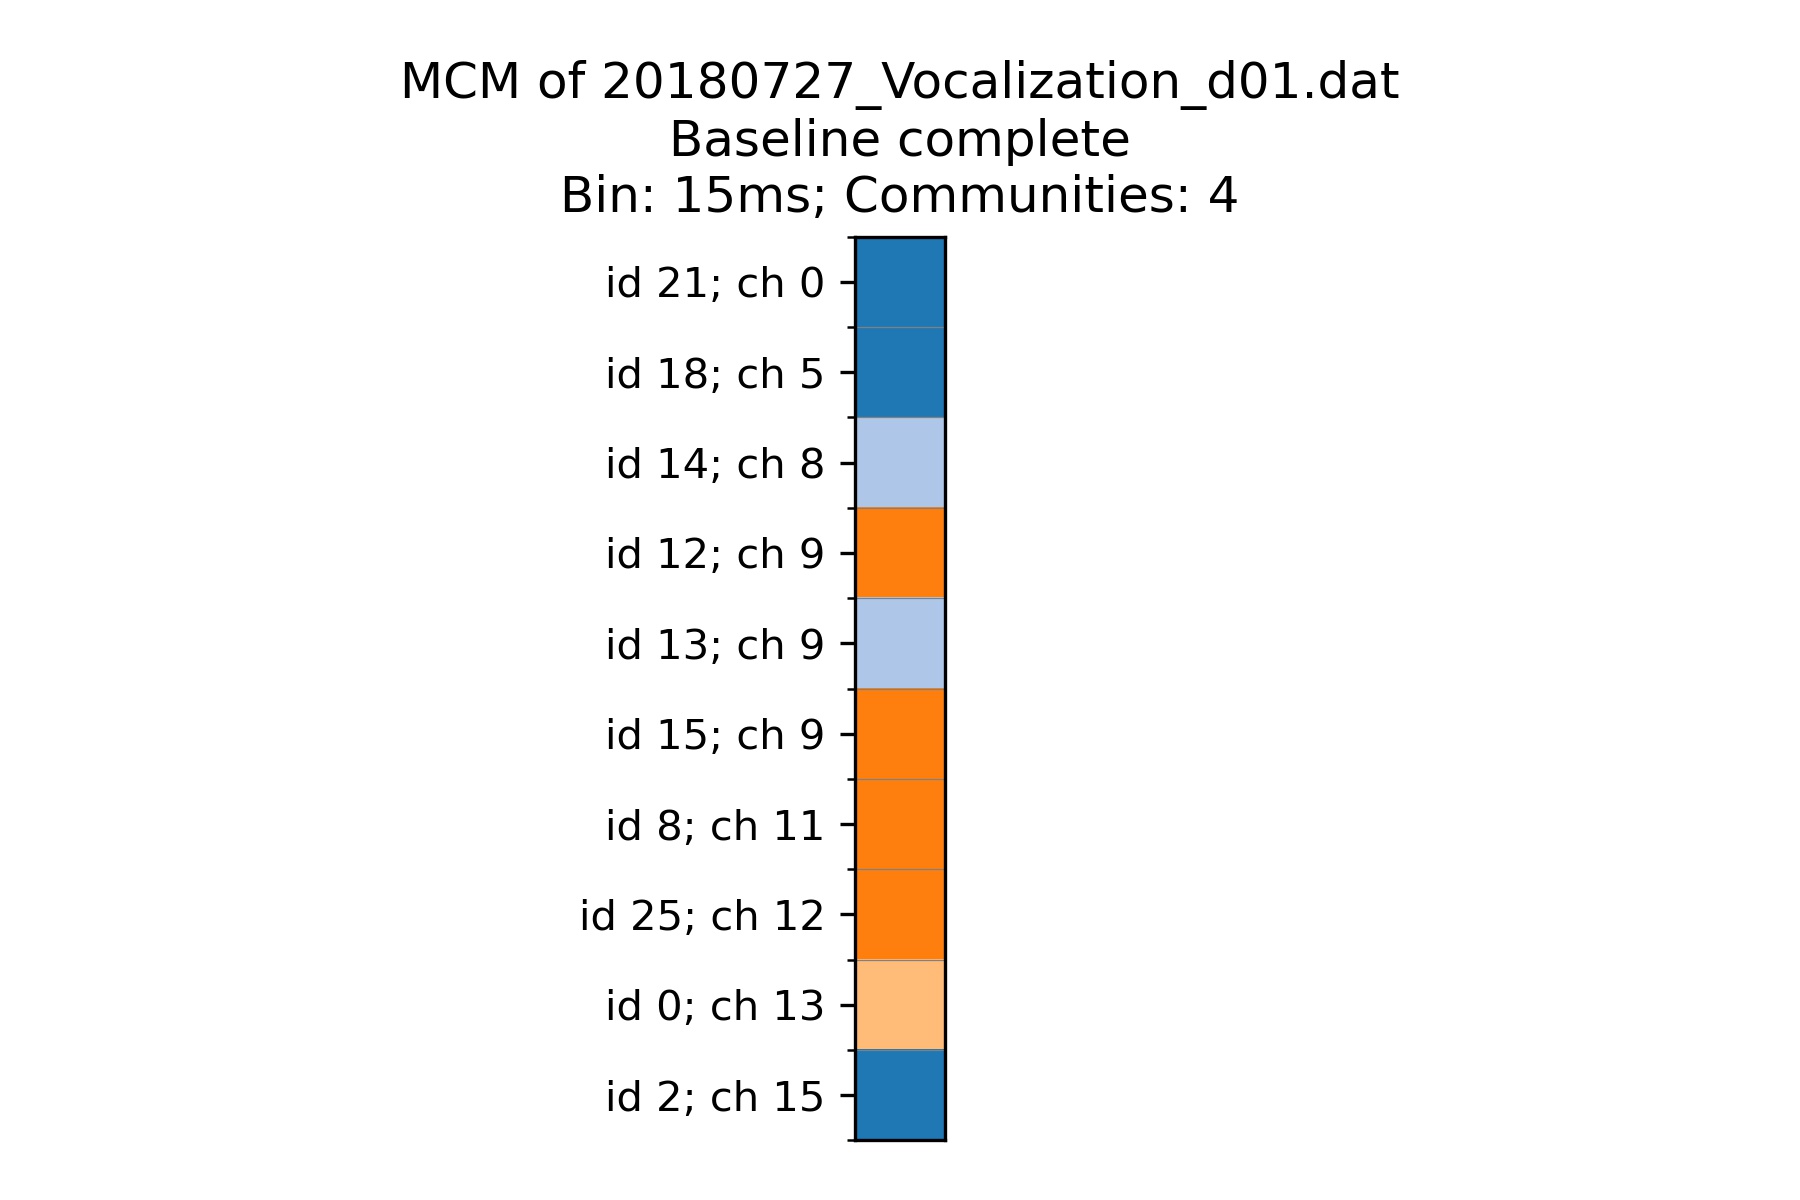 MCM of 20180727_Vocalization_d01.dat
Baseline complete
Bin: 15ms; Communities: 4
id 21; ch 0
id 18; ch 5
id 14; ch 8
id 12; ch 9
id 13; ch 9
id 15; ch 9
id 8; ch 11
id 25; ch 12
id 0; ch 13
id 2; ch 15